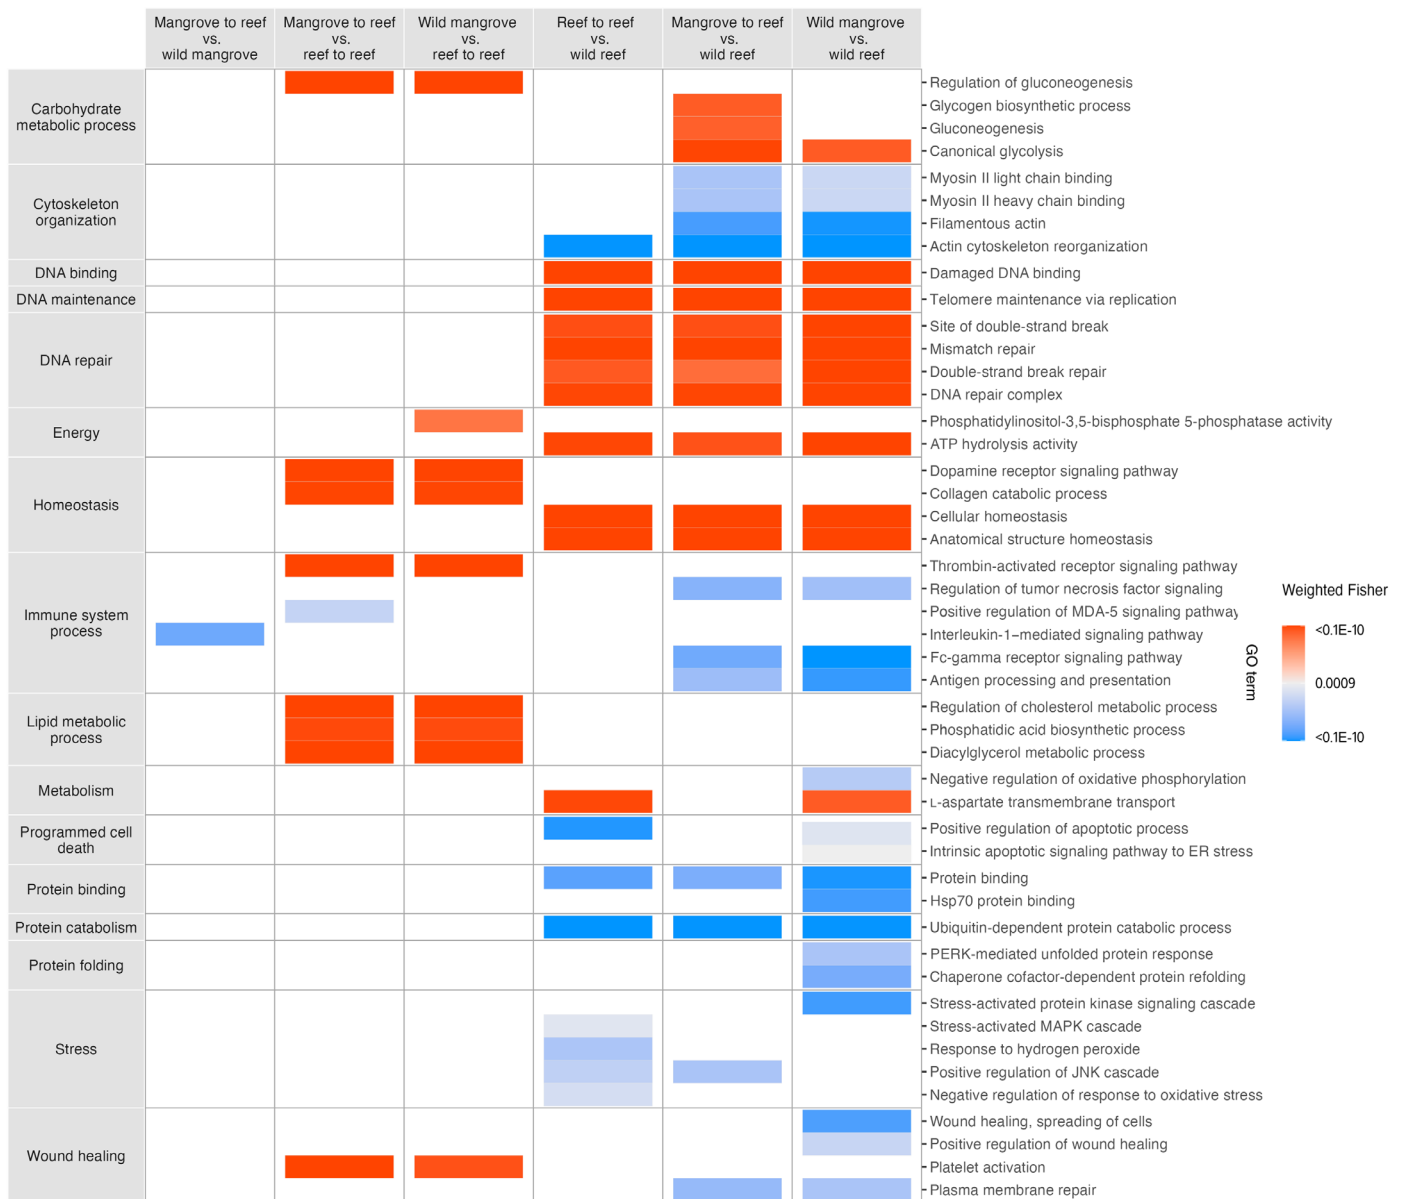 Mangrove to reef
vs.
wild mangrove
Mangrove to reef
vs.
reef to reef
Wild mangrove
vs.
reef to reef
Reef to reef
vs.
wild reef
Mangrove to reef
vs.
wild reef
Wild mangrove
vs.
wild reef
Carbohydrate
metabolic process
Regulation of gluconeogenesis
Glycogen biosynthetic process
Gluconeogenesis
Canonical glycolysis
Cytoskeleton
organization
Myosin II light chain binding
Myosin II heavy chain binding
Filamentous actin
Actin cytoskeleton reorganization
DNA binding
Damaged DNA binding
DNA maintenance
Telomere maintenance via replication
DNA repair
Site of double-strand break
Mismatch repair
Double-strand break repair
DNA repair complex
Energy
Phosphatidylinositol-3,5-bisphosphate 5-phosphatase activity
ATP hydrolysis activity
Homeostasis
Dopamine receptor signaling pathway
Collagen catabolic process
Cellular homeostasis
Anatomical structure homeostasis
Immune system
process
Thrombin-activated receptor signaling pathway
Regulation of tumor necrosis factor signaling
Positive regulation of MDA-5 signaling pathway
Interleukin-1–mediated signaling pathway
Fc-gamma receptor signaling pathway
Antigen processing and presentation
Lipid metabolic
process
Regulation of cholesterol metabolic process
Phosphatidic acid biosynthetic process
Diacylglycerol metabolic process
Metabolism
Negative regulation of oxidative phosphorylation
L-aspartate transmembrane transport
Programmed cell
death
Positive regulation of apoptotic process
Intrinsic apoptotic signaling pathway to ER stress
Protein binding
Protein binding
Hsp70 protein binding
Protein catabolism
Ubiquitin-dependent protein catabolic process
Protein folding
PERK-mediated unfolded protein response
Chaperone cofactor-dependent protein refolding
Stress
Stress-activated protein kinase signaling cascade
Stress-activated MAPK cascade
Response to hydrogen peroxide
Positive regulation of JNK cascade
Negative regulation of response to oxidative stress
Wound healing
Wound healing, spreading of cells
Positive regulation of wound healing
Platelet activation
Plasma membrane repair
GO term
Weighted Fisher
<0.1E-10
0.0009
<0.1E-10